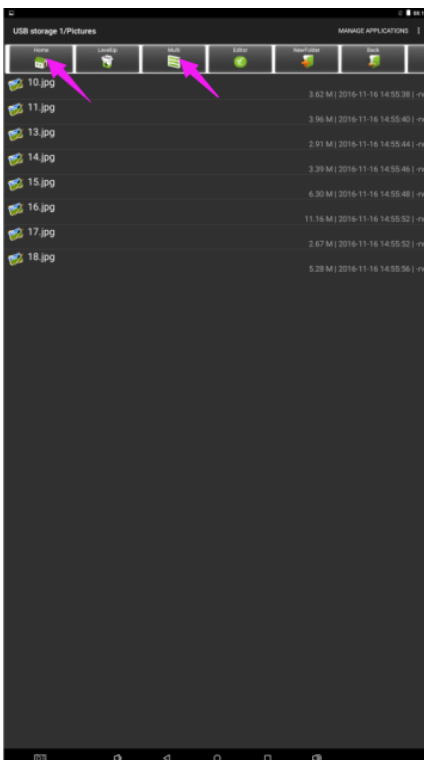 USB storage 1/Pictures MANAGE APPLICATIONS
Home LevelUp Multi Editor NewFolder Back
10.jpg
3.62 M | 2016-11-16 14:55:38 |
11.jpg
3.96 M | 2016-11-16 14:55:40 |
13.jpg
2.91 M | 2016-11-16 14:55:44 |
14.jpg
3.39 M | 2016-11-16 14:55:46 |
15.jpg
6.30 M | 2016-11-16 14:55:48 |
16.jpg
11.16 M | 2016-11-16 14:55:52 |
17.jpg
2.67 M | 2016-11-16 14:55:52 |
18.jpg
5.28 M | 2016-11-16 14:55:56 |